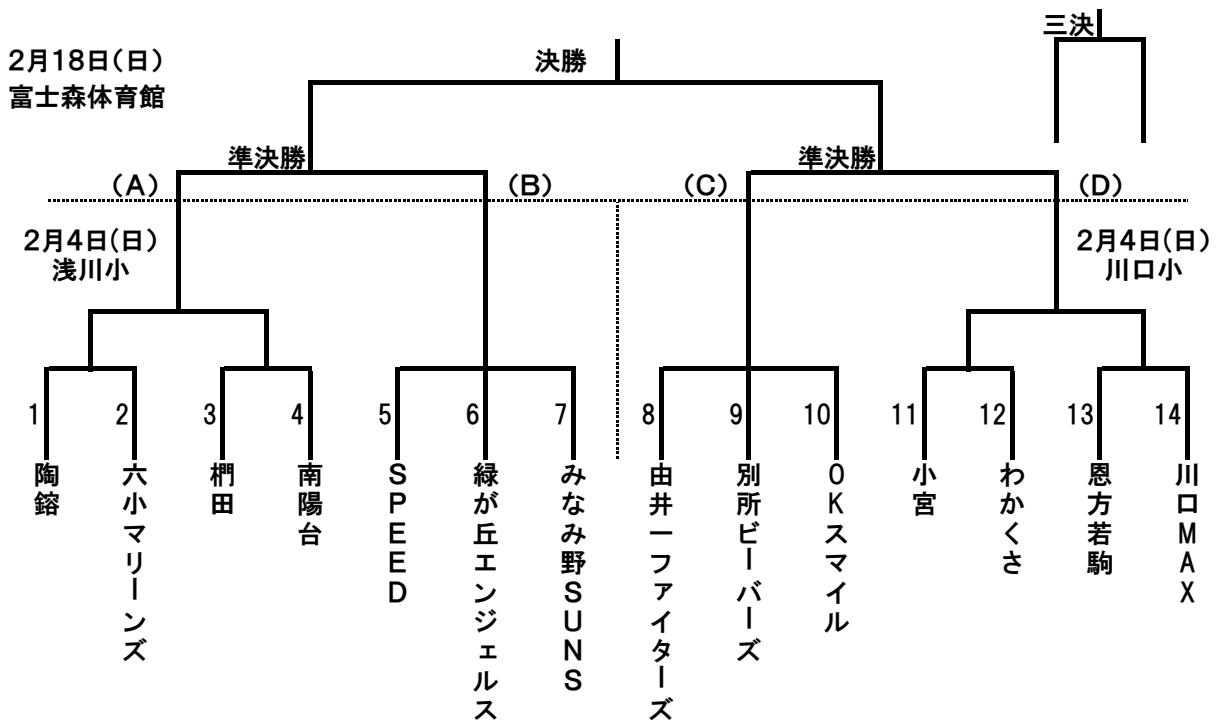 三決
2月18日(日)
富士森体育館
決勝
準決勝
準決勝
(A)
(B)
(C)
(D)
2月4日(日)
浅川小
2月4日(日)
川口小
1
2
3
4
5
6
7
8
9
10
11
12
13
14
陶鎔
六小マリーンズ
椚田
南陽台
SPEED
緑が丘エンジェルス
みなみ野SUNS
由井一ファイターズ
別所ビーバーズ
OKスマイル
小宮
わかくさ
恩方若駒
川口MAX